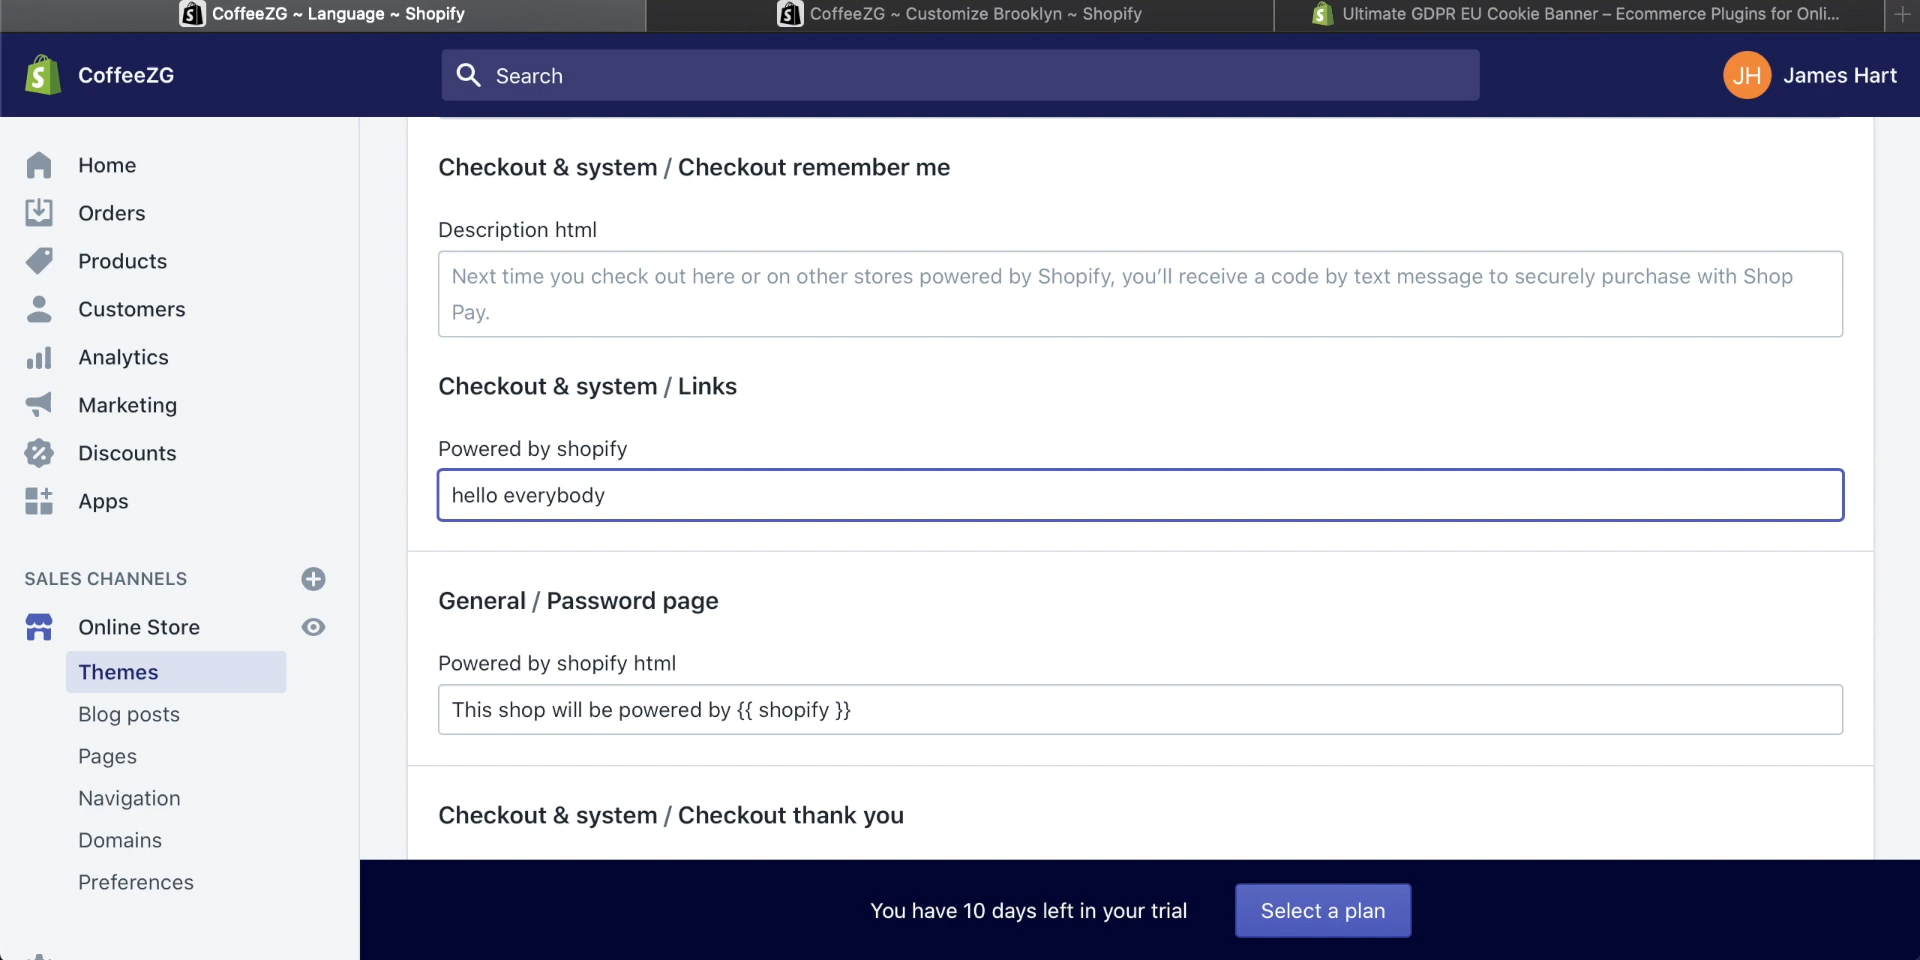 CoffeeZG ~ Language ~ Shopify
CoffeeZG ~ Customize Brooklyn ~ Shopify
Ultimate GDPR EU Cookie Banner – Ecommerce Plugins for Onli...
CoffeeZG
Search
JH
James Hart
Home
Orders
Products
Customers
Analytics
Marketing
Discounts
Apps
SALES CHANNELS
Online Store
Themes
Blog posts
Pages
Navigation
Domains
Preferences
Checkout & system / Checkout remember me
Description html
Next time you check out here or on other stores powered by Shopify, you’ll receive a code by text message to securely purchase with Shop
Pay.
Checkout & system / Links
Powered by shopify
hello everybody
General / Password page
Powered by shopify html
This shop will be powered by {{ shopify }}
Checkout & system / Checkout thank you
You have 10 days left in your trial
Select a plan